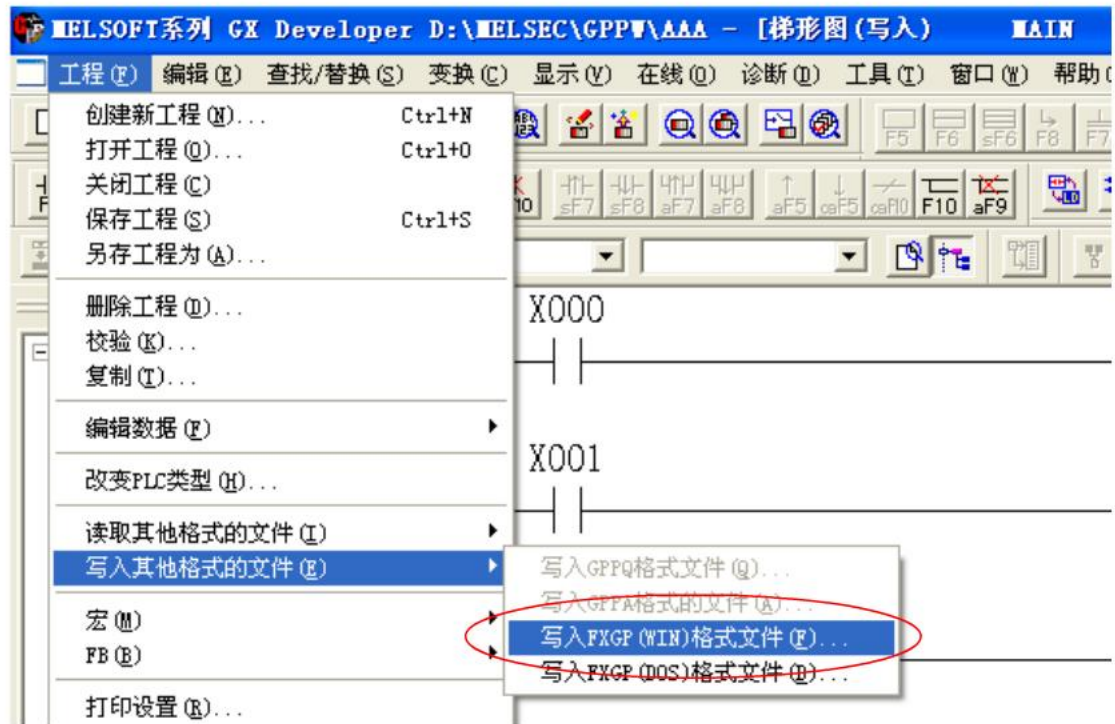 MELSOFT系列 GX Developer D:\MELSEC\GPPW\AAA - [梯形图(写入) MAIN
工程(F) 编辑(E) 查找/替换(S) 变换(C) 显示(V) 在线(O) 诊断(D) 工具(T) 窗口(W) 帮助(
创建新工程(N)... Ctrl+N
打开工程(O)... Ctrl+O
关闭工程(C)
保存工程(S) Ctrl+S
另存工程为(A)...
删除工程(D)...
校验(K)...
复制(T)...
编辑数据(F)
改变PLC类型(H)...
读取其他格式的文件(I)
写入其他格式的文件(E)
宏(M)
FB(B)
打印设置(R)...
F5 F6 sF6 F8 F7
F 10 sF7 sF8 aF7 aF8 aF5 caF5 caF10 F10 aF9
X000
X001
写入GPPQ格式文件(Q)...
写入GPPA格式的文件(A)...
写入FXGP(WIN)格式文件(F)...
写入FXGP(DOS)格式文件(D)...